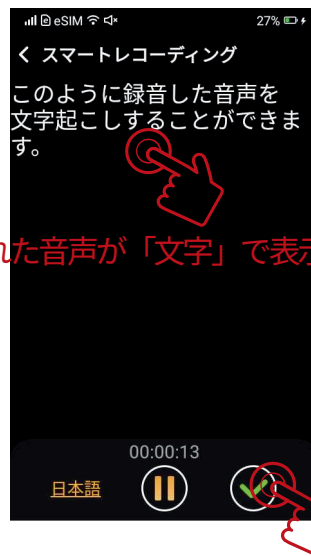 eSIM
27%
スマートレコーディング
このように録音した音声を
文字起こしすることができま
す。
れた音声が「文字」で表示
00:00:13
日本語